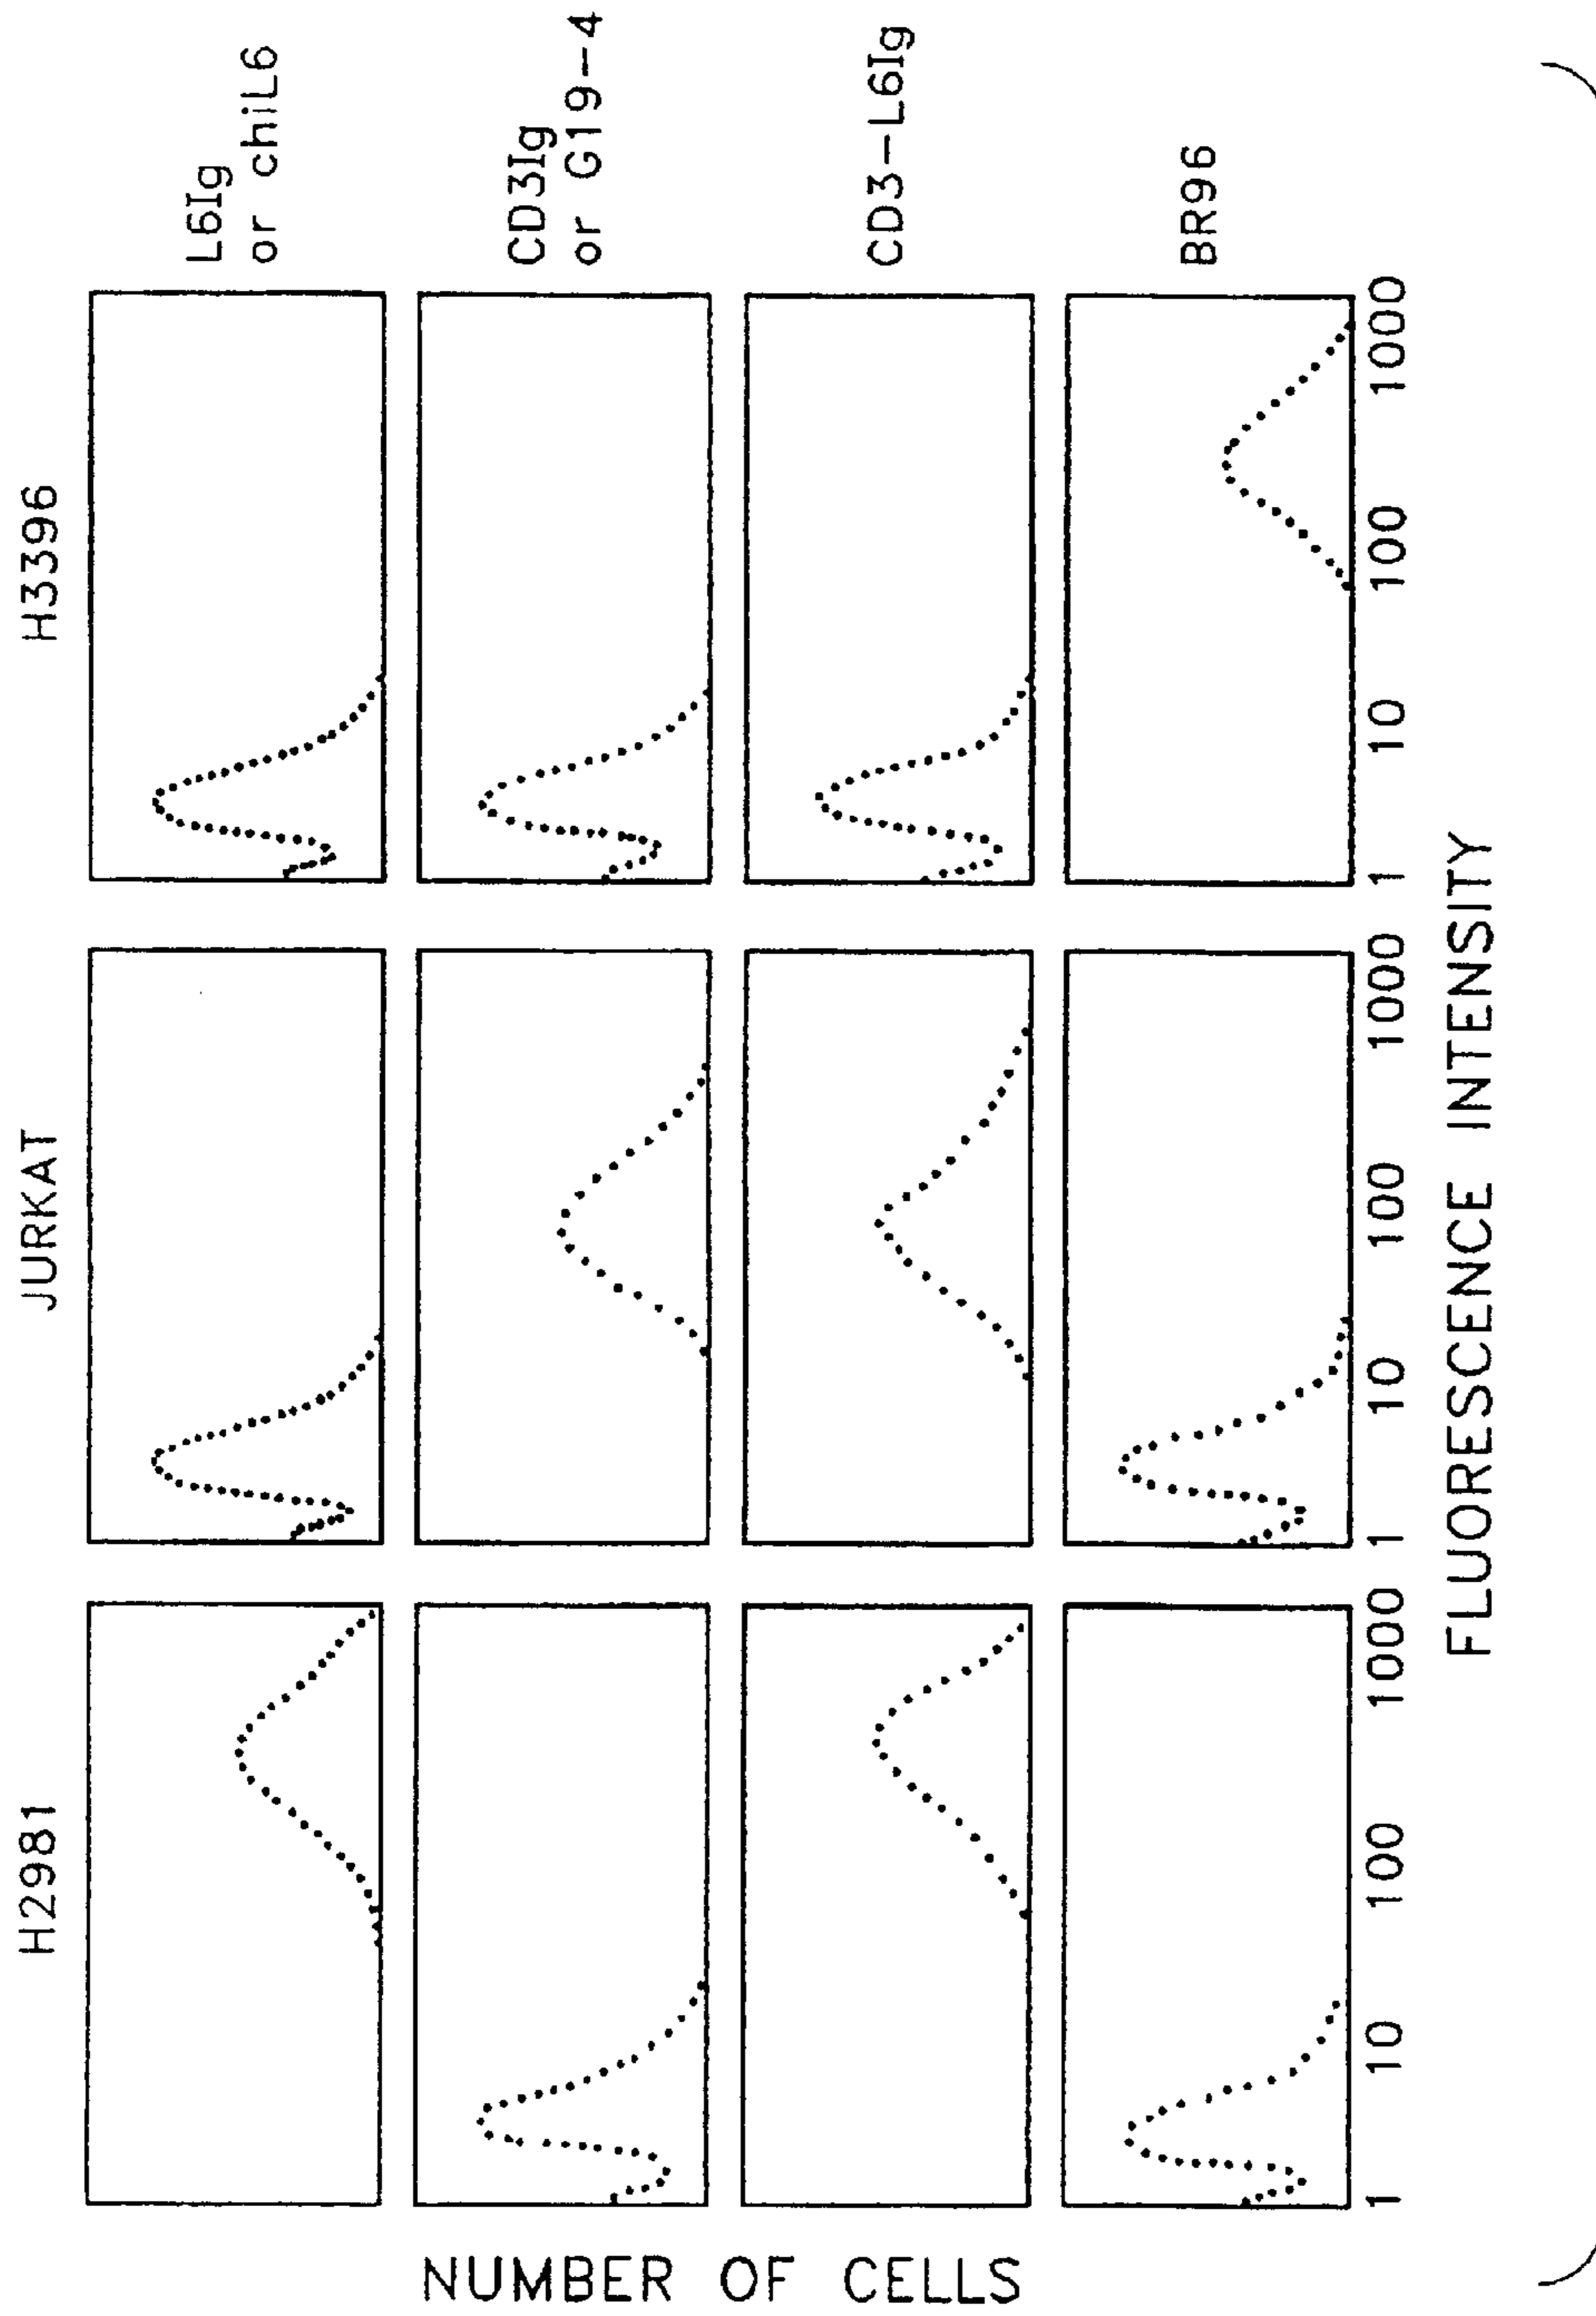 H2981
JURKAT
H3396
L6Ig
or chiL6
CD3Ig
or G19-4
CD3-L6Ig
BR96
NUMBER OF CELLS
1 10 100 1000
1 10 100 1000
1 10 100 1000
FLUORESCENCE INTENSITY